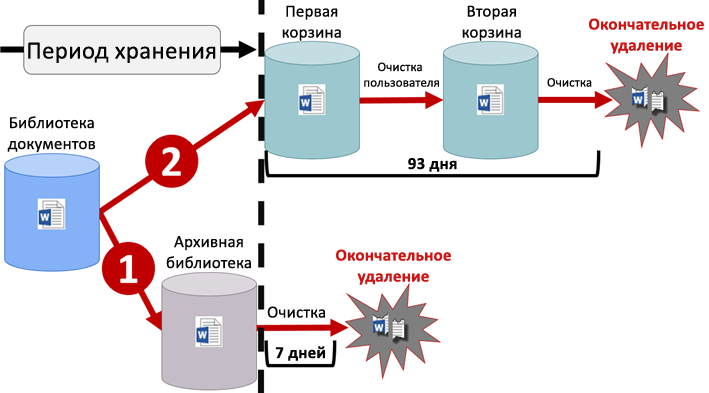 Период хранения
Первая
корзина
Вторая
корзина
Окончательное
удаление
Очистка
пользователя
Очистка
93 дня
Библиотека
документов
2
1
Архивная
библиотека
Окончательное
удаление
Очистка
7 дней
W
W
W
W
W
W